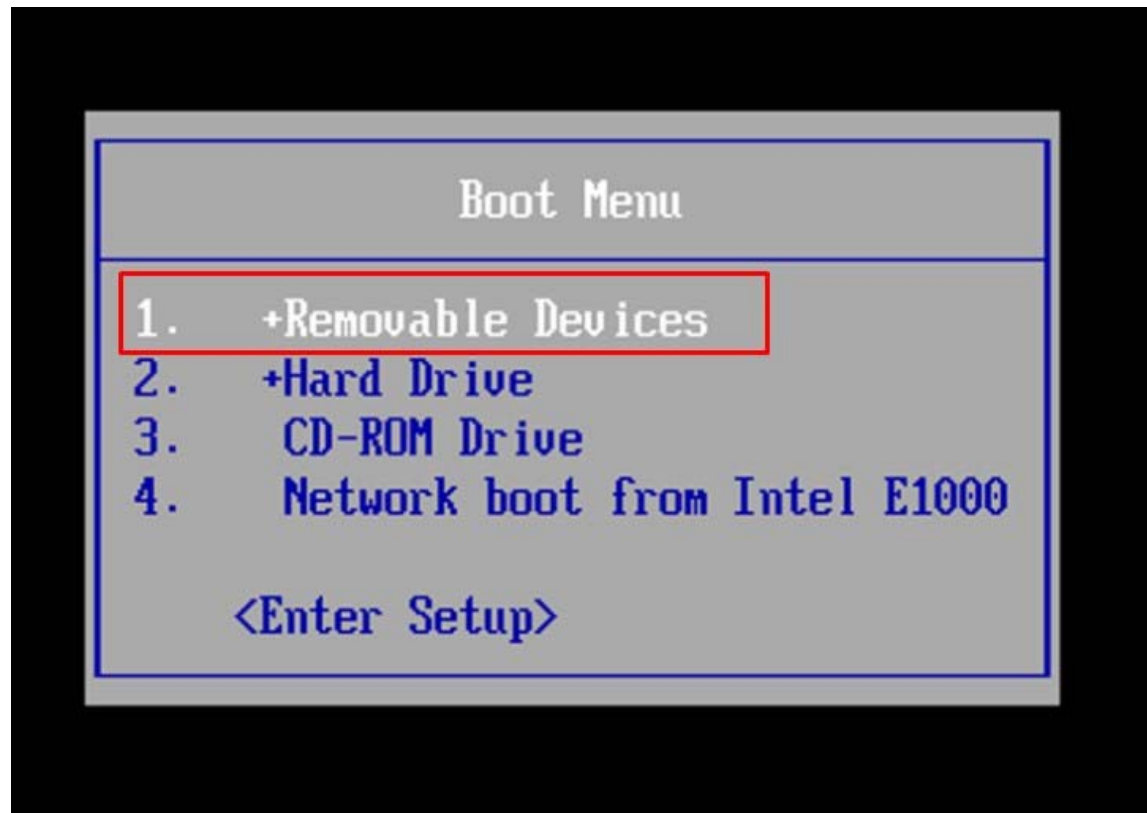 Boot Menu
1. +Removable Devices
2. +Hard Drive
3. CD-ROM Drive
4. Network boot from Intel E1000
<Enter Setup>